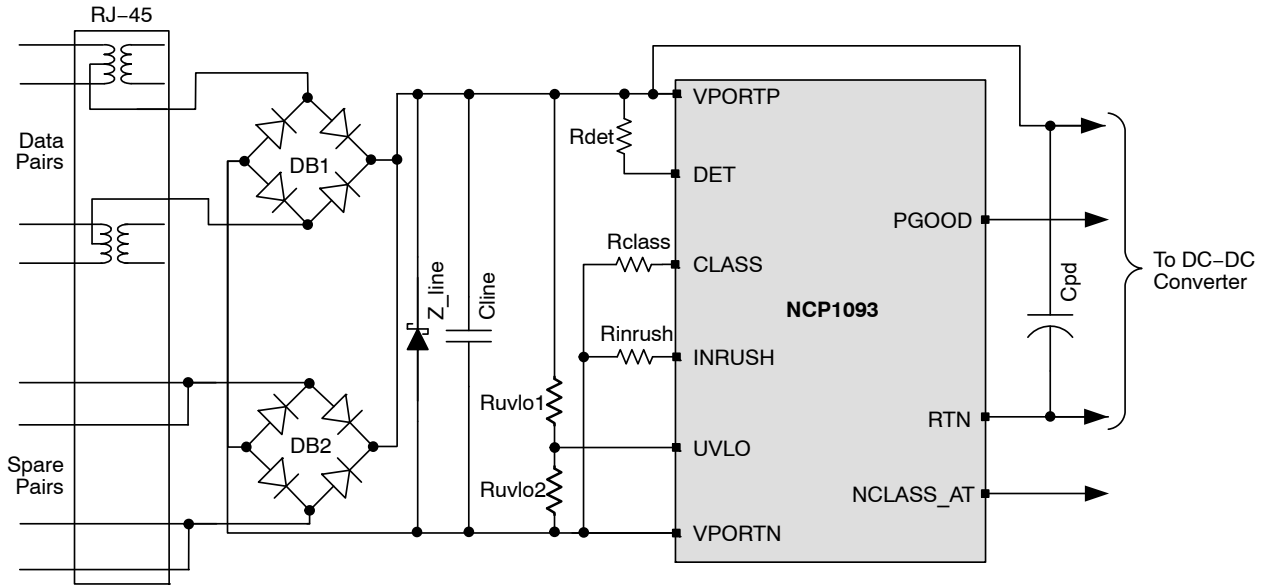 RJ−45
Data
Pairs
DB1
Rdet
VPORTP
DET
PGOOD
Rclass
CLASS
To DC−DC
Converter
Z_line
Cline
Cpd
NCP1093
Rinrush
INRUSH
Ruvlo1
RTN
DB2
UVLO
Spare
Pairs
Ruvlo2
NCLASS_AT
VPORTN